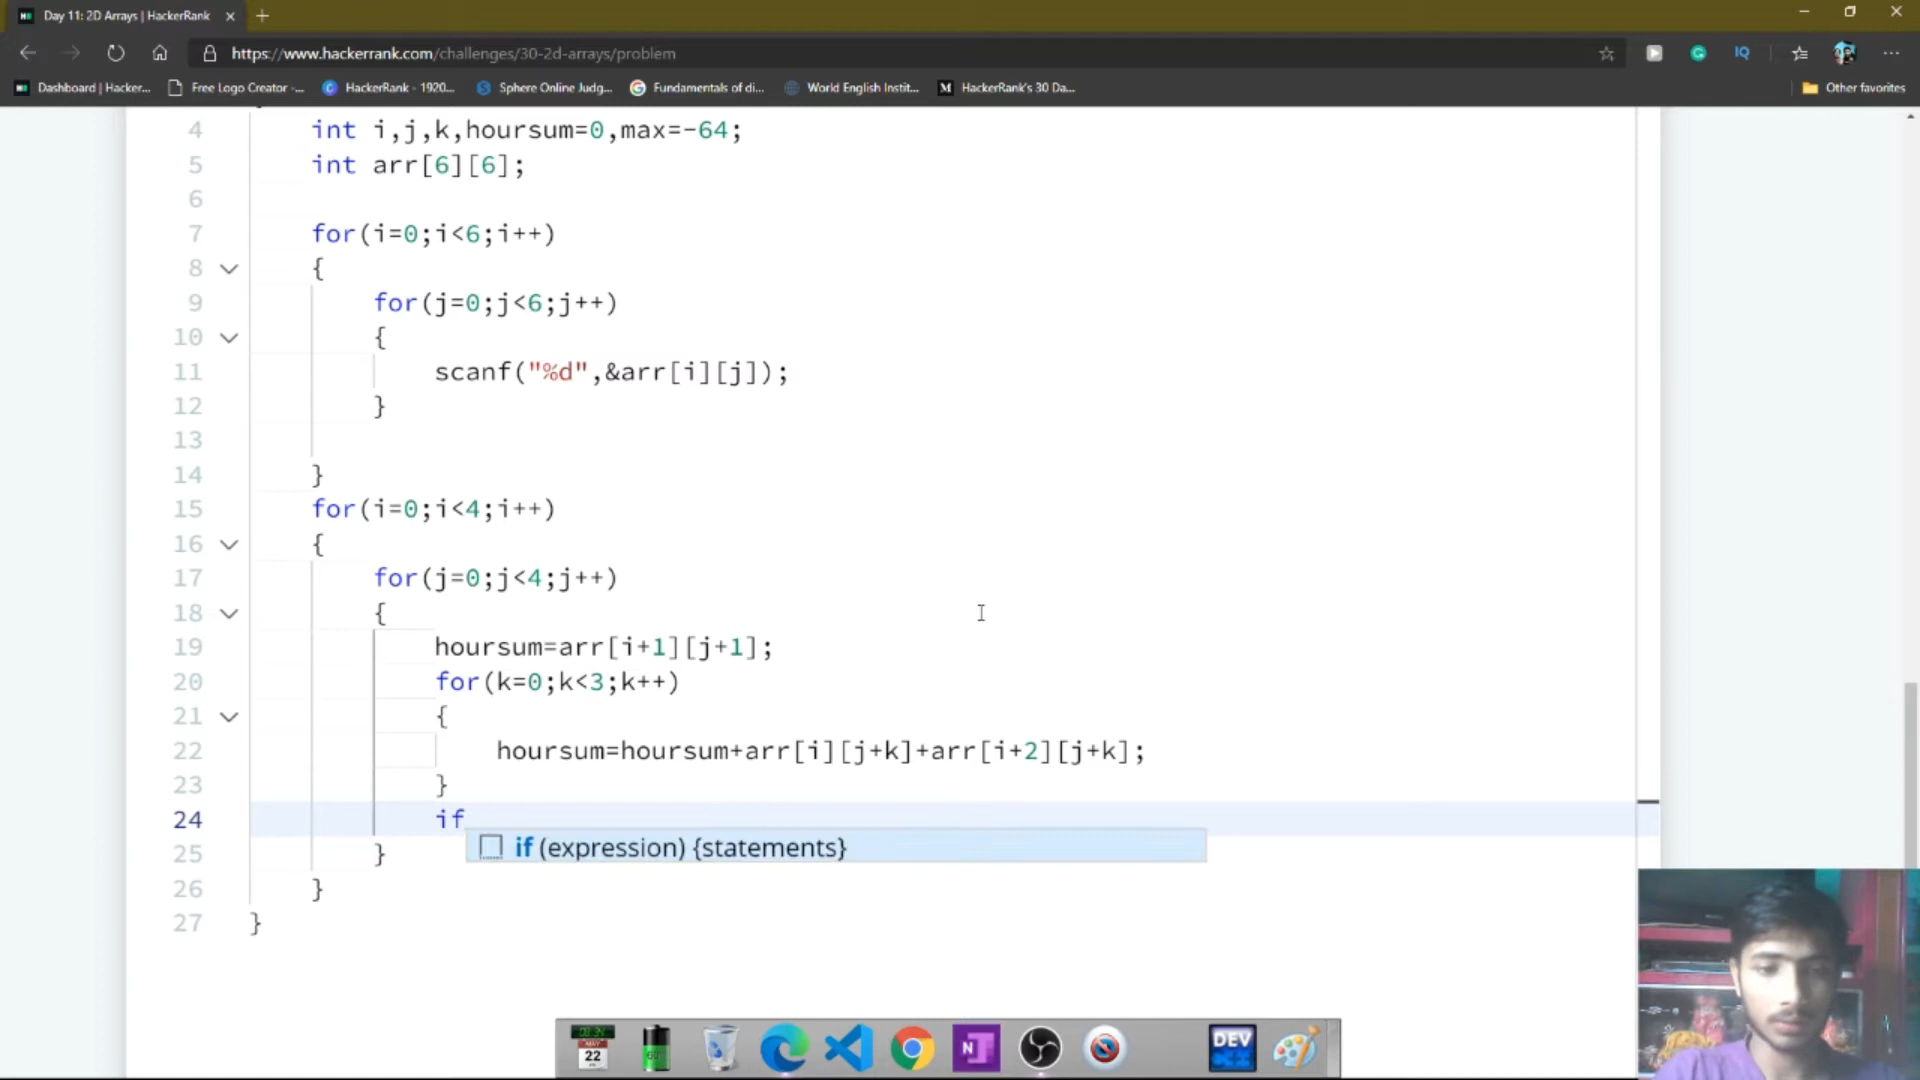 Day 11: 2D Arrays | HackerRank
https://www.hackerrank.com/challenges/30-2d-arrays/problem
IQ
Dashboard | Hacker... Free Logo Creator -... HackerRank - 1920... Sphere Online Judg... Fundamentals of di... World English Instit... M HackerRank's 30 Da... Other favorites
4 int i,j,k,hoursum=0,max=-64;
5 int arr[6][6];
6
7 for(i=0;i<6;i++)
8 {
9 for(j=0;j<6;j++)
10 {
11 scanf("%d",&arr[i][j]);
12 }
13
14 }
15 for(i=0;i<4;i++)
16 {
17 for(j=0;j<4;j++)
18 {
19 hoursum=arr[i+1][j+1];
20 for(k=0;k<3;k++)
21 {
22 hoursum=hoursum+arr[i][j+k]+arr[i+2][j+k];
23 }
24 if
if (expression) {statements}
25 }
26 }
27 }
MAY
22
N
DEV